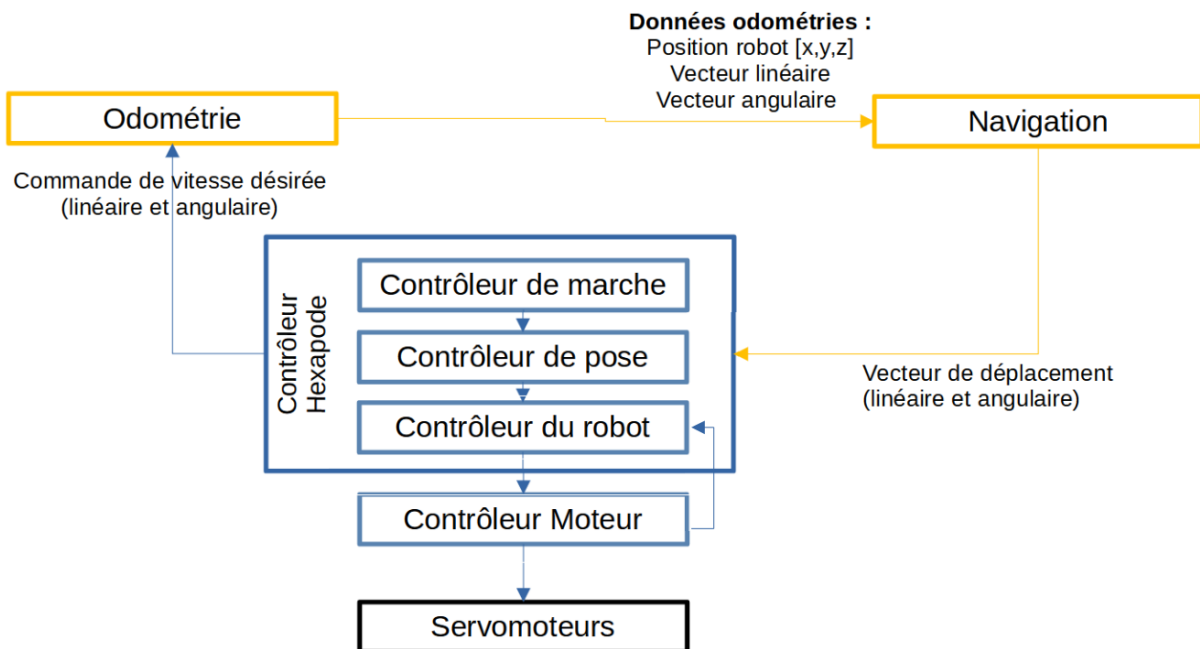 Données odométries :
Position robot [x,y,z]
Vecteur linéaire
Vecteur angulaire
Odométrie
Navigation
Commande de vitesse désirée
(linéaire et angulaire)
Contrôleur
Hexapode
Contrôleur de marche
Contrôleur de pose
Contrôleur du robot
Vecteur de déplacement
(linéaire et angulaire)
Contrôleur Moteur
Servomoteurs